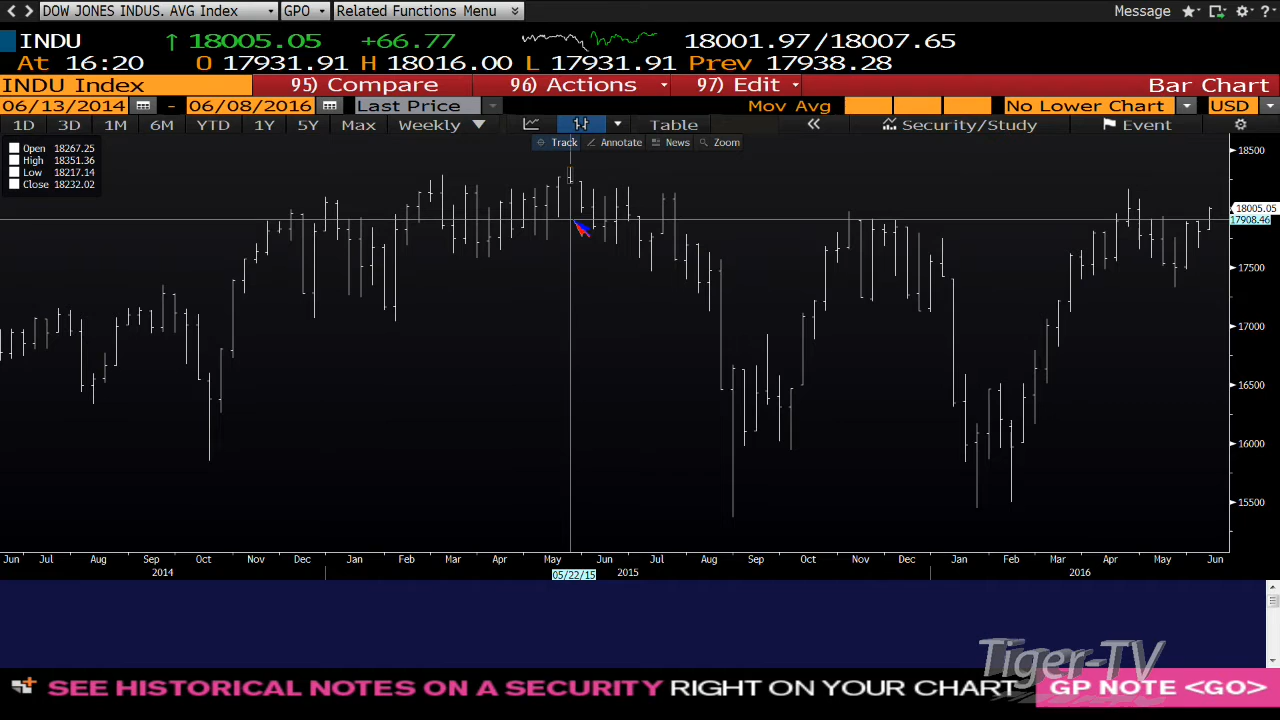 DOW JONES INDUS. AVG Index GPO Related Functions Menu Message ?
INDU 18005.05 +66.77 18001.97/18007.65
At 16:20 O 17931.91 H 18016.00 L 17931.91 Prev 17938.28
INDU Index 95) Compare 96) Actions 97) Edit Bar Chart
06/13/2014 - 06/08/2016 Last Price Mov Avg No Lower Chart USD
1D 3D 1M 6M YTD 1Y 5Y Max Weekly Table Security/Study Event
Track Annotate News Zoom
Open 18267.25
High 18351.36
Low 18217.14
Close 18232.02
18500
18005.05
17908.46
17500
17000
16500
16000
15500
Jun Jul Aug Sep Oct Nov Dec Jan Feb Mar Apr May Jun Jul Aug Sep Oct Nov Dec Jan Feb Mar Apr May Jun
2014 05/22/15 2015 2016
Tiger-TV
SEE HISTORICAL NOTES ON A SECURITY RIGHT ON YOUR CHART GP NOTE <GO>